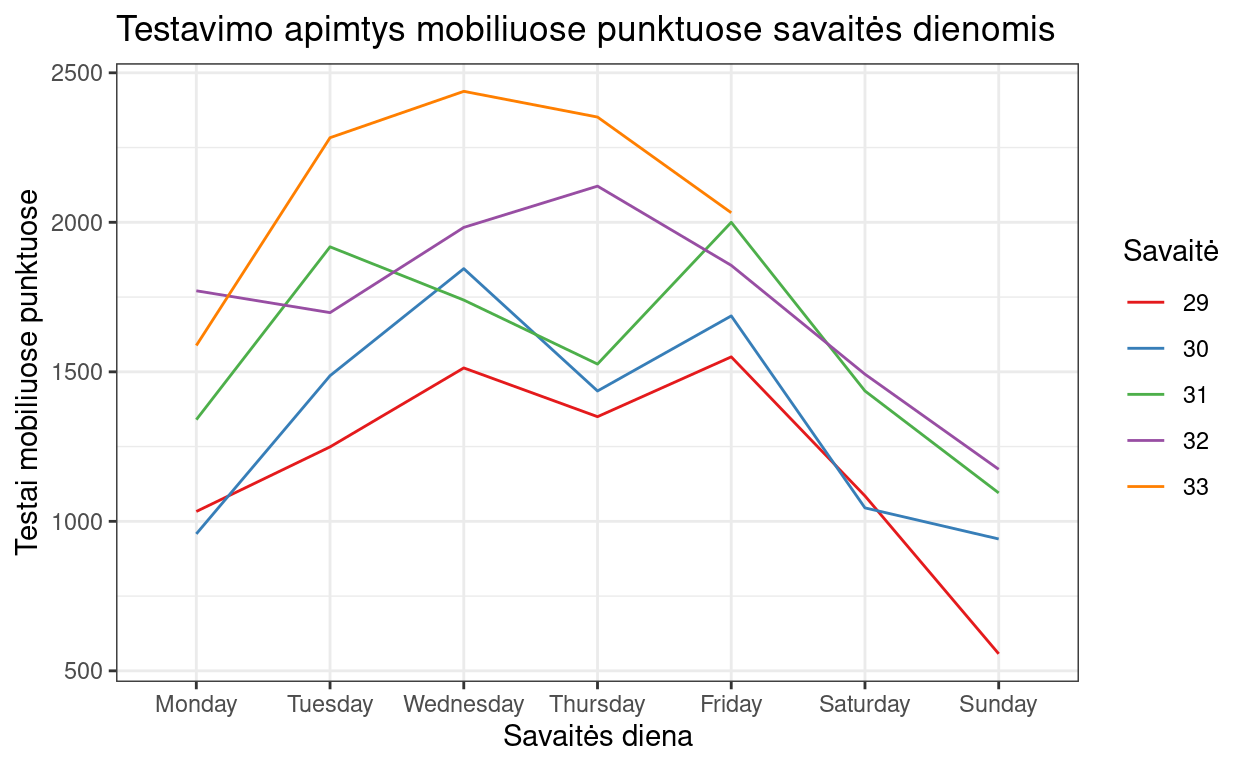 Testavimo apimtys mobiliuose punktuose savaitės dienomis
Testai mobiliuose punktuose
2500
2000
1500
1000
500
Monday Tuesday Wednesday Thursday Friday Saturday Sunday
Savaitės diena
Savaitė
29
30
31
32
33